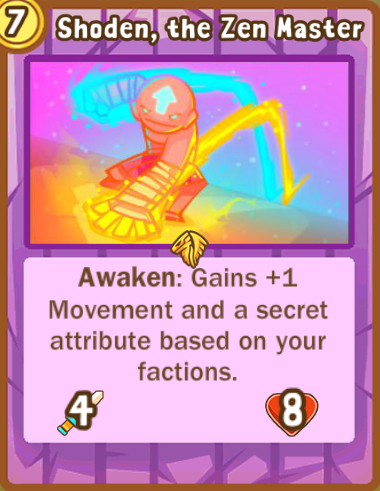 7
Shoden, the Zen Master
Awaken: Gains +1
Movement and a secret
attribute based on your
factions.
4
8